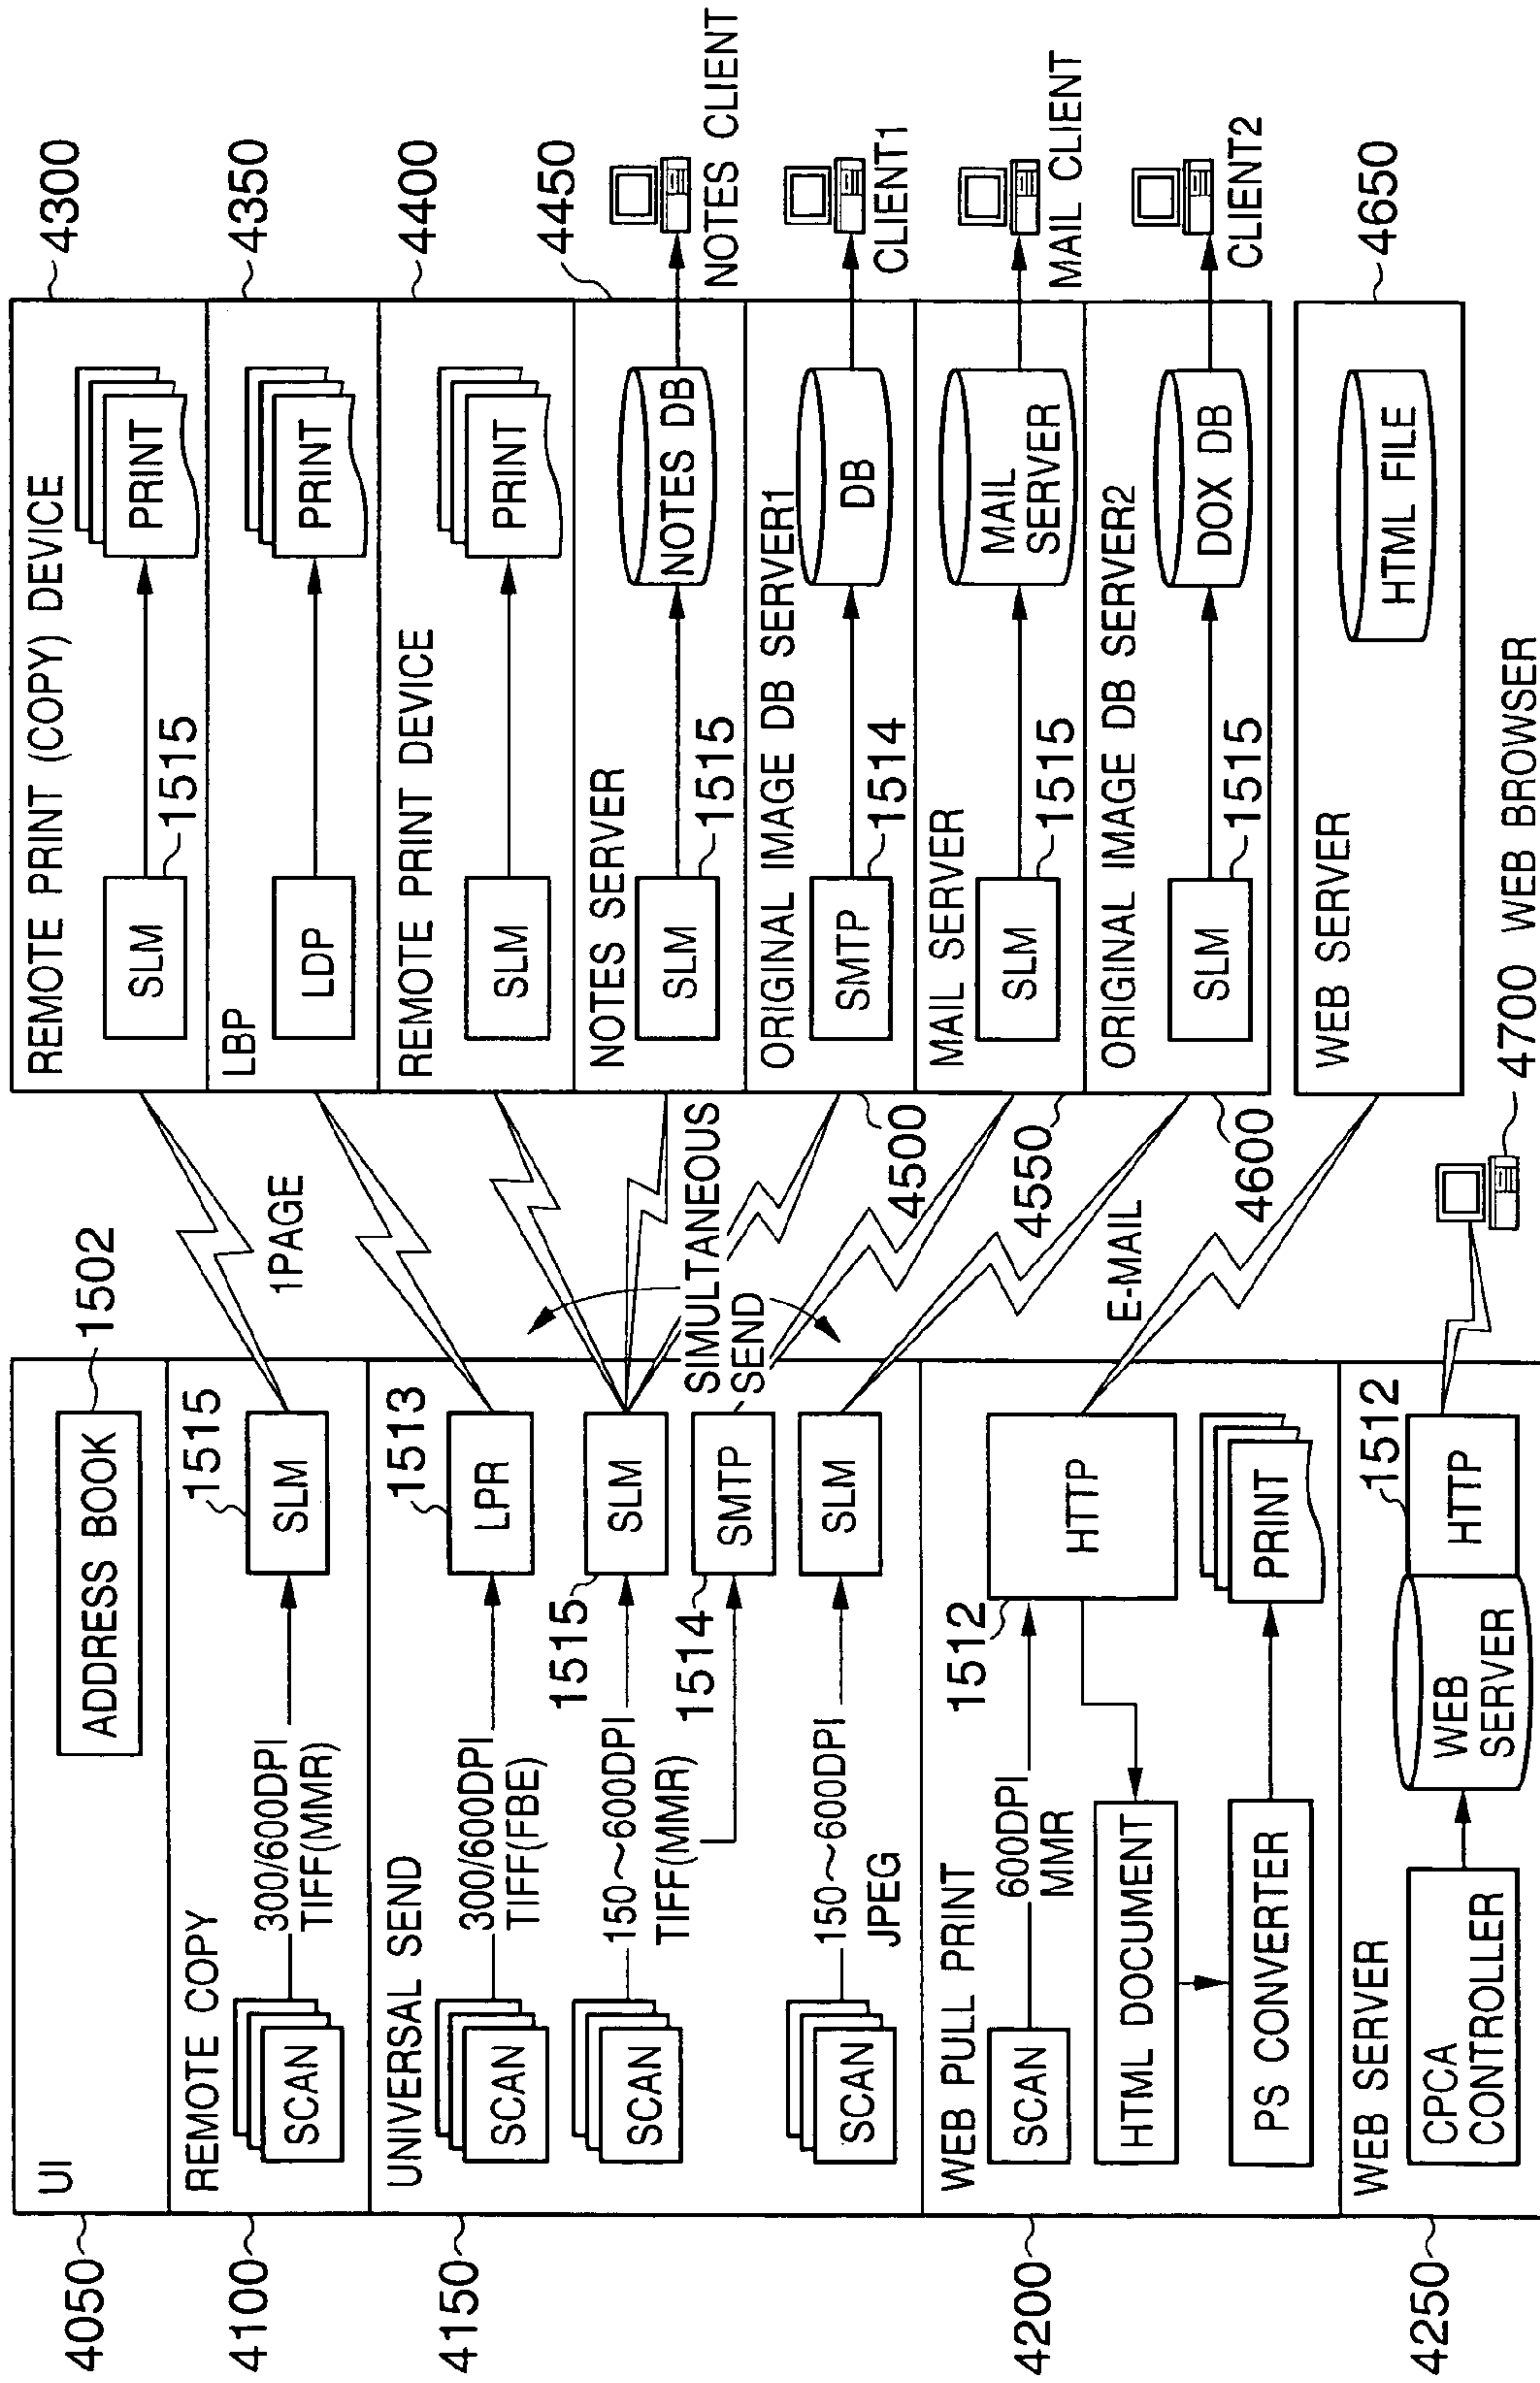 4050
UI
ADDRESS BOOK
1502
4100
REMOTE COPY
SCAN
300/600DPI
TIFF(MMR)
1515
SLM
1PAGE
4150
UNIVERSAL SEND
SCAN
300/600DPI
TIFF(FBE)
1513
LPR
SCAN
150~600DPI
TIFF(MMR)
1515
SLM
1514
SMTP
SIMULTANEOUS
SEND
SCAN
150~600DPI
JPEG
SLM
E-MAIL
4200
WEB PULL PRINT
SCAN
600DPI
MMR
1512
HTTP
HTML DOCUMENT
PS CONVERTER
PRINT
4250
WEB SERVER
CPCA
CONTROLLER
WEB
SERVER
1512
HTTP
REMOTE PRINT (COPY) DEVICE
4300
SLM
1515
PRINT
LBP
4350
LDP
PRINT
REMOTE PRINT DEVICE
4400
SLM
PRINT
NOTES SERVER
4450
SLM
1515
NOTES DB
NOTES CLIENT
ORIGINAL IMAGE DB SERVER1
4500
SMTP
1514
DB
CLIENT1
MAIL SERVER
4550
SLM
1515
MAIL
SERVER
MAIL CLIENT
ORIGINAL IMAGE DB SERVER2
4600
SLM
1515
DOX DB
CLIENT2
WEB SERVER
4650
HTML FILE
4700 WEB BROWSER